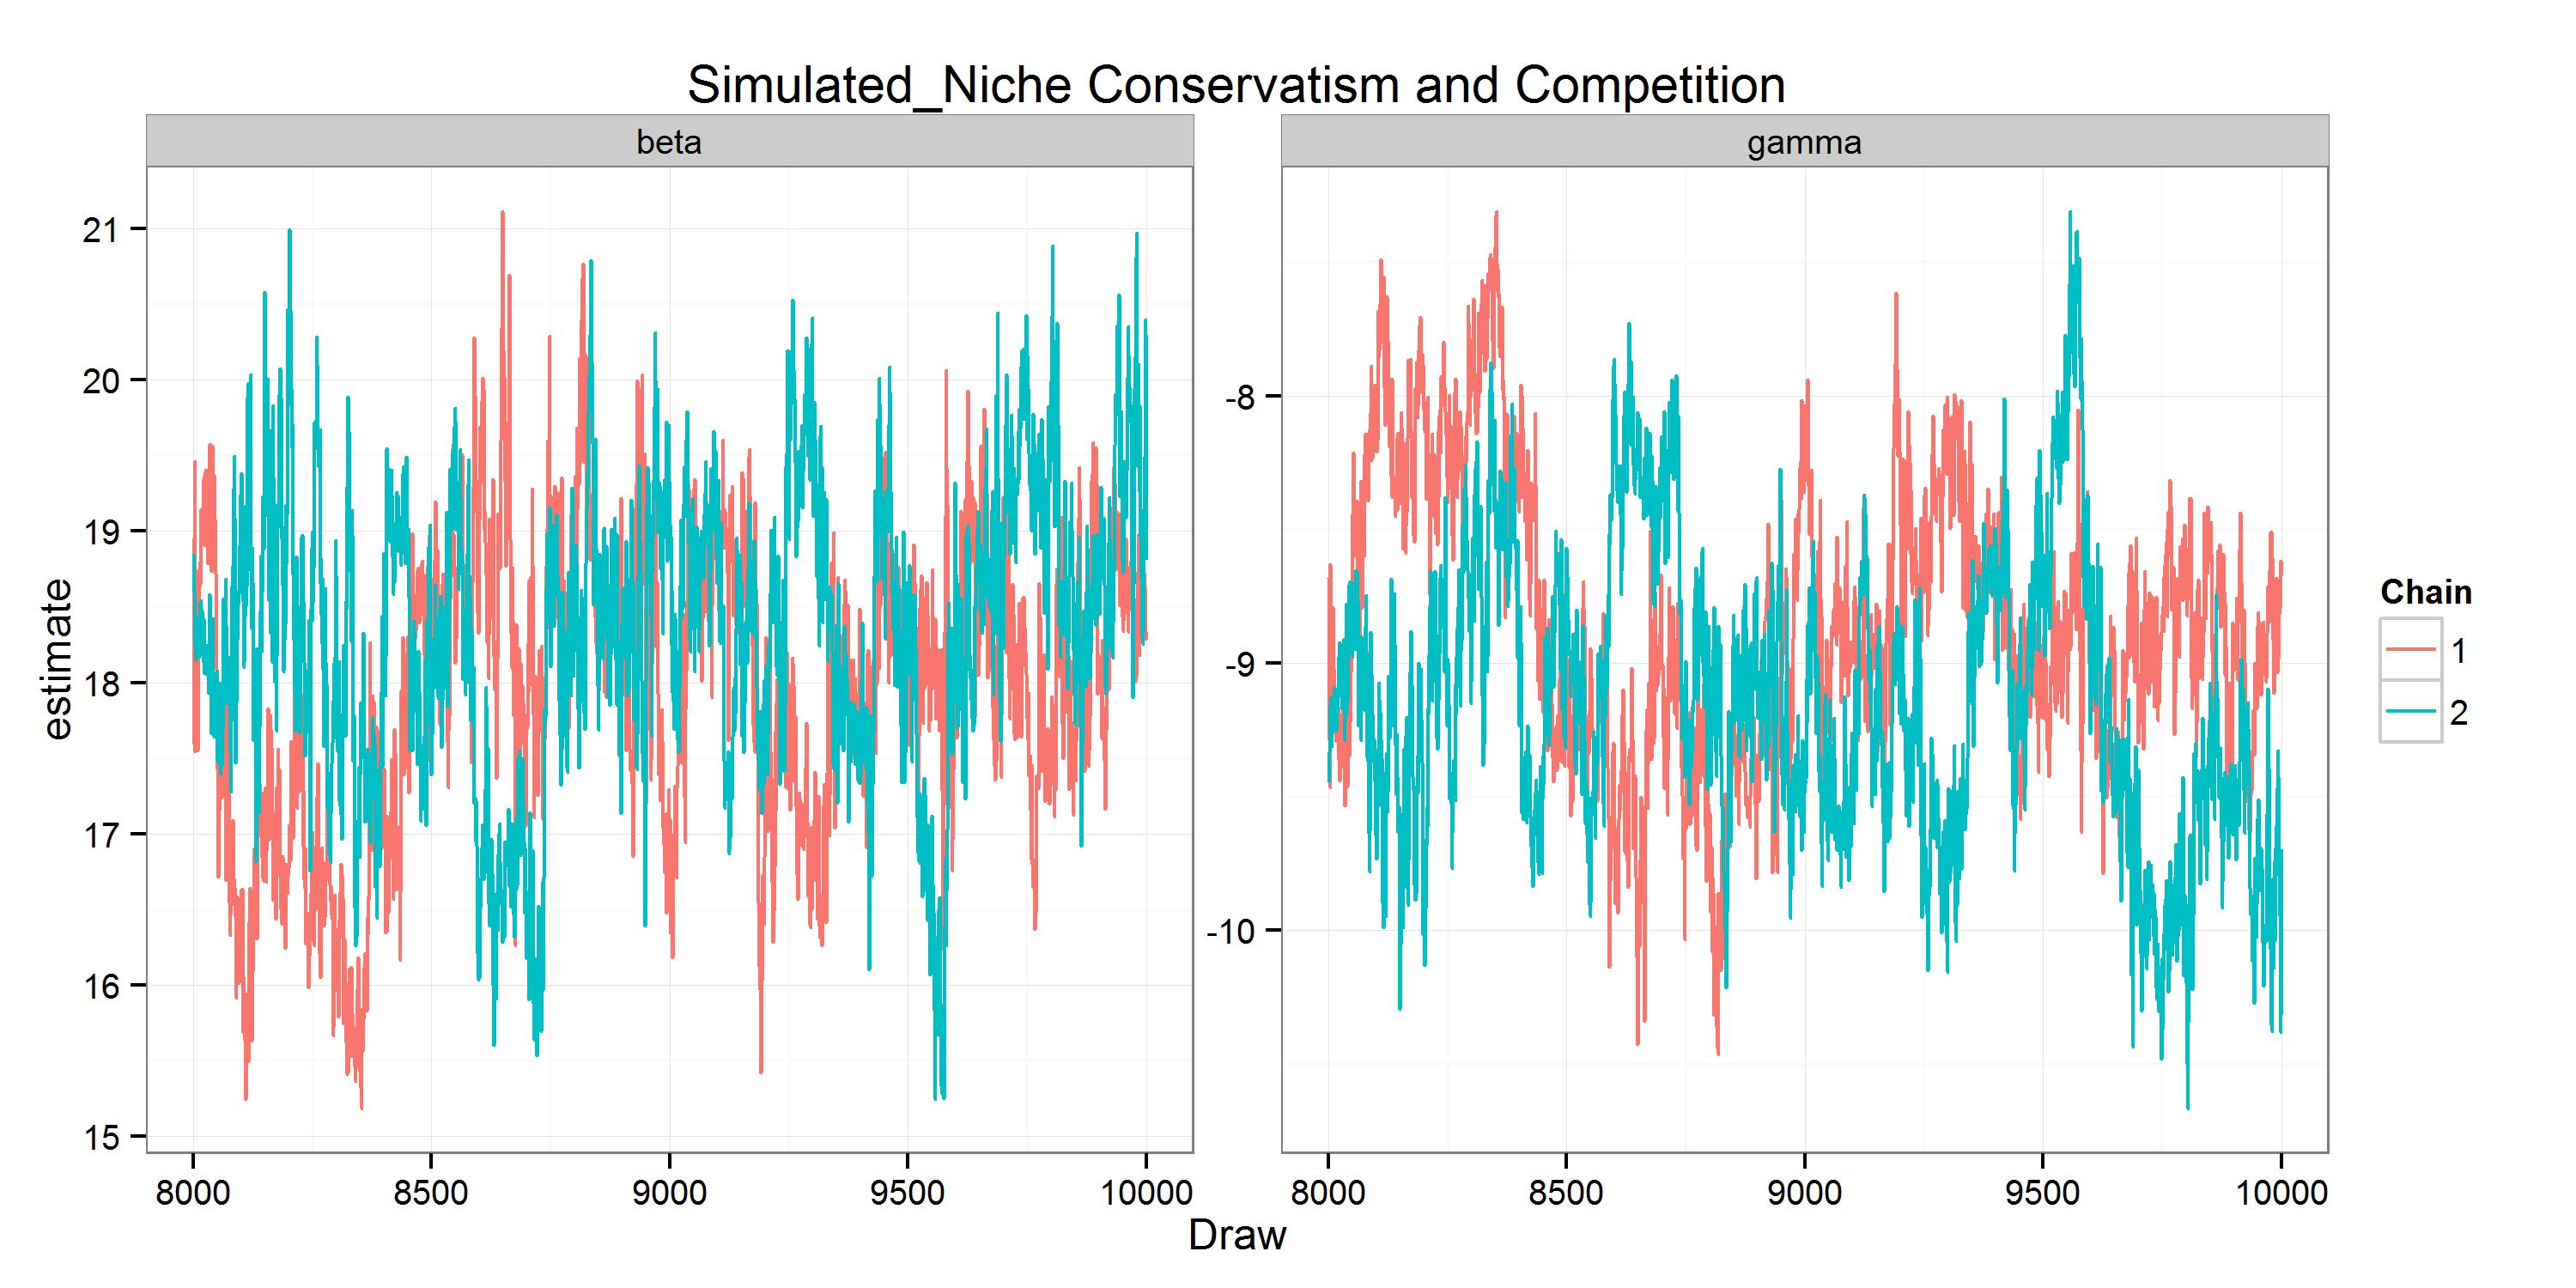 Simulated_Niche Conservatism and Competition
beta
gamma
estimate
21
20
19
18
17
16
15
-8
-9
-10
8000 8500 9000 9500 10000
8000 8500 9000 9500 10000
Draw
Chain
1
2